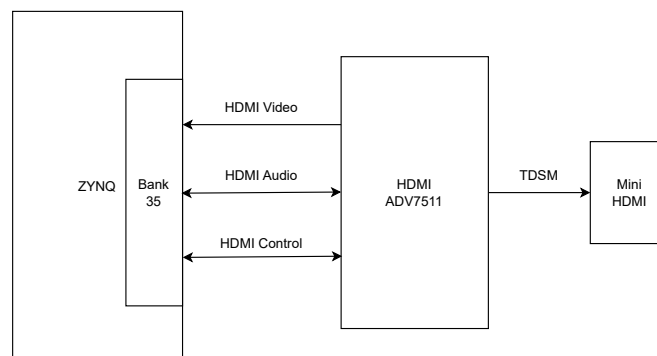 HDMI Video
ZYNQ
Bank
35
HDMI Audio
HDMI Control
HDMI
ADV7511
TDSM
Mini
HDMI